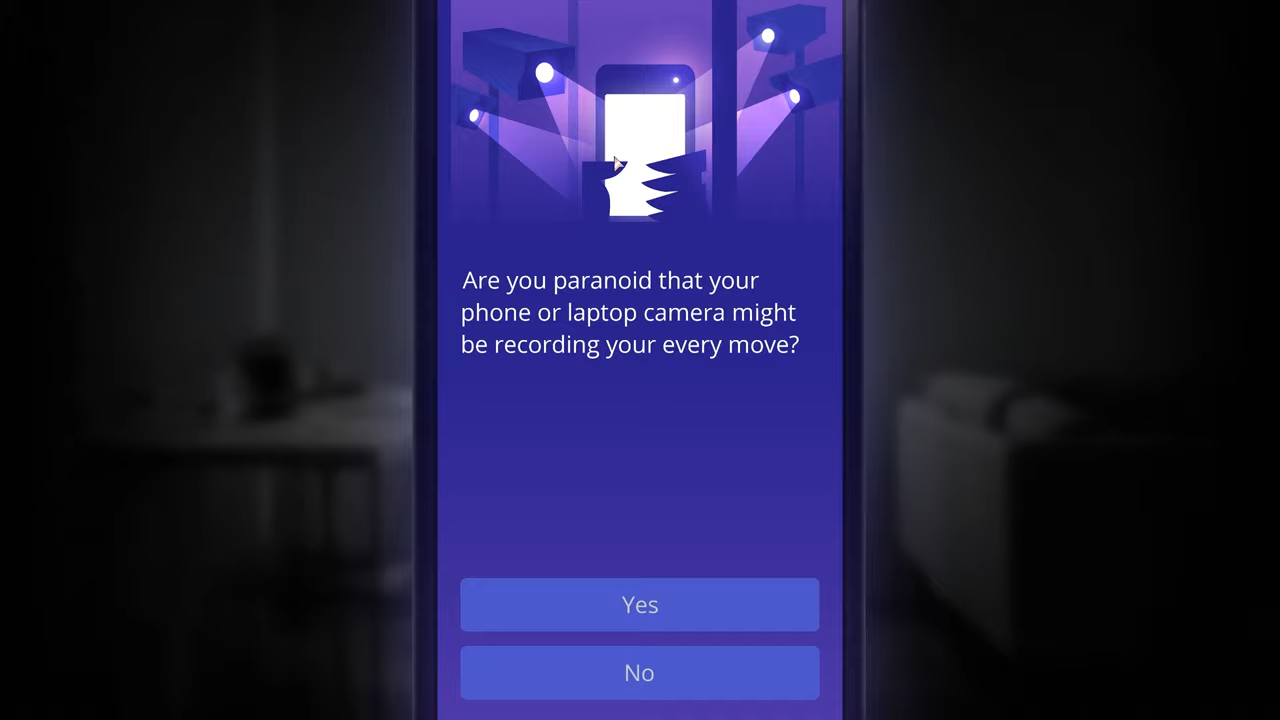 Are you paranoid that your
phone or laptop camera might
be recording your every move?
Yes
No